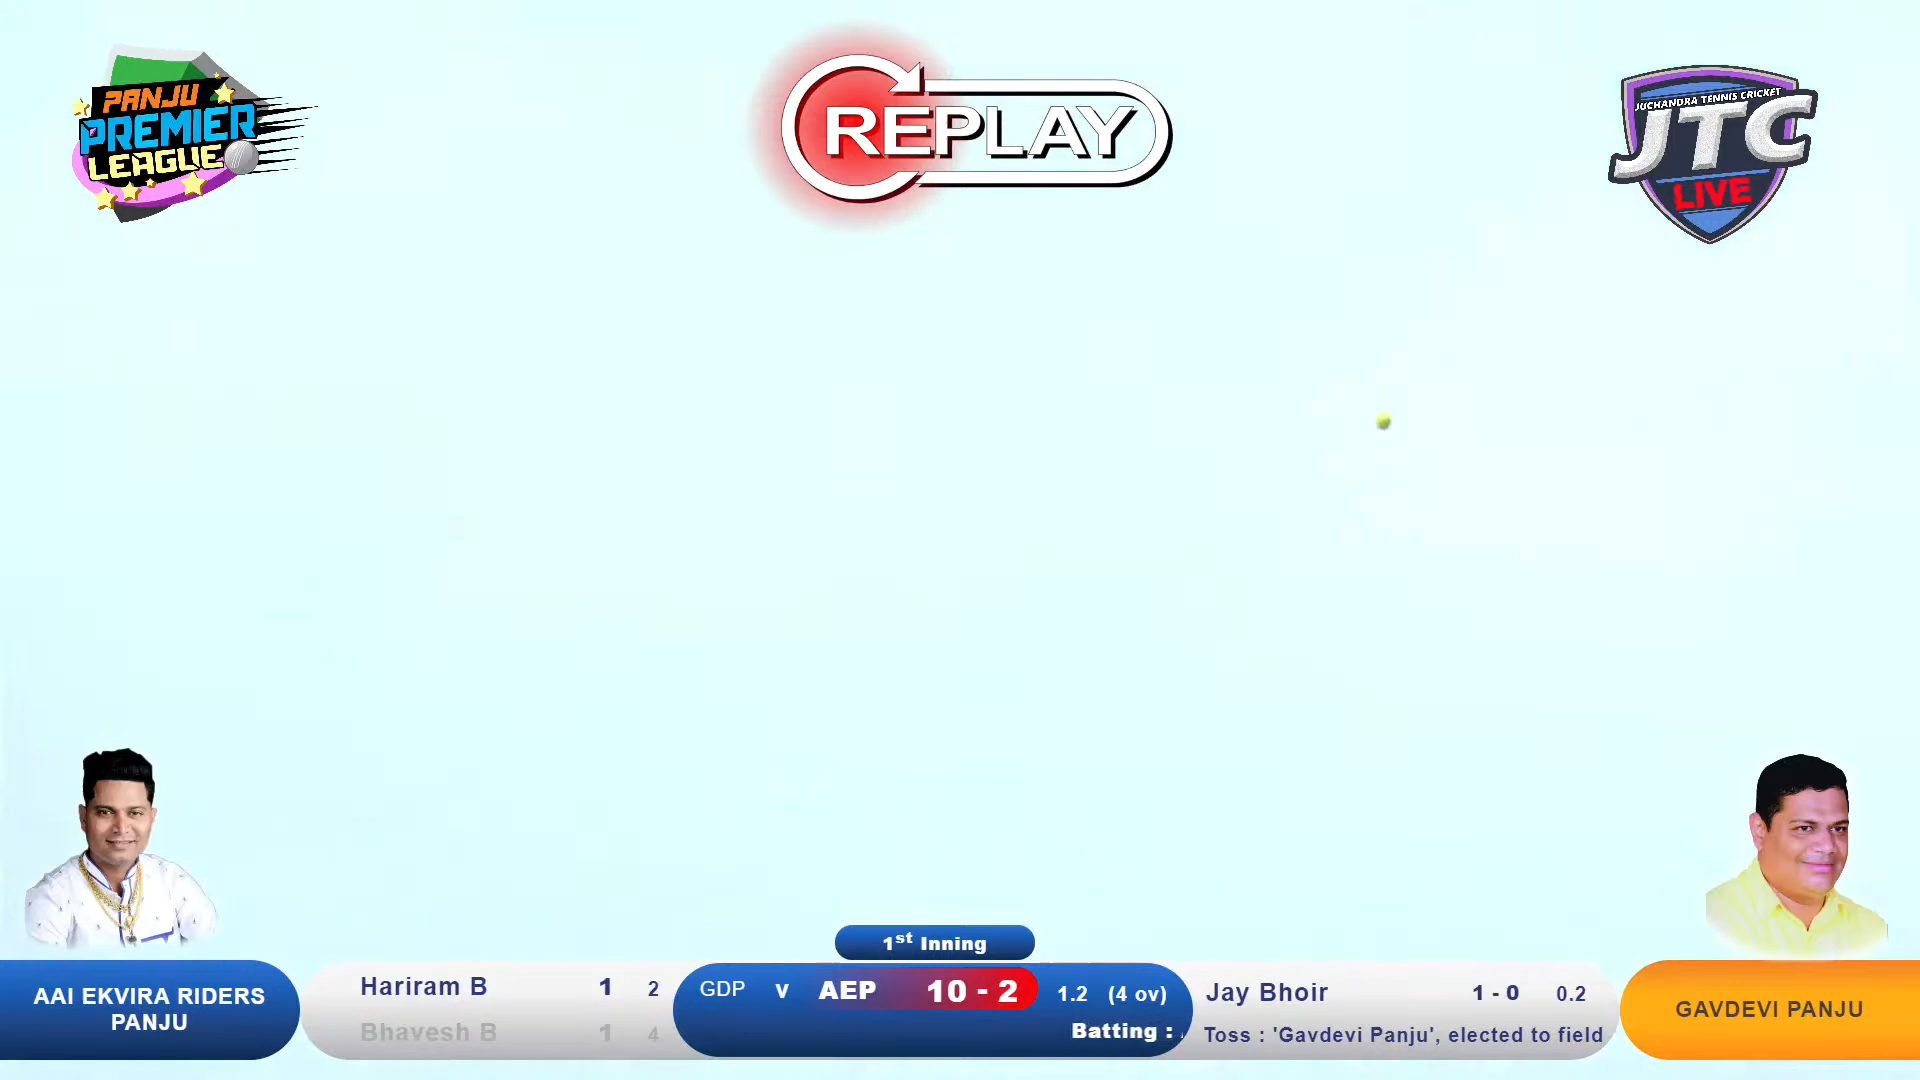 PANJU
PREMIER
LEAGUE
REPLAY
JUCHANDRA TENNIS CRICKET
JTC
LIVE
1st Inning
AAI EKVIRA RIDERS
PANJU
Hariram B 1 2
Bhavesh B 1 4
GDP v AEP 10 - 2 1.2 (4 ov)
Batting :
Jay Bhoir 1 - 0 0.2
Toss : 'Gavdevi Panju', elected to field
GAVDEVI PANJU